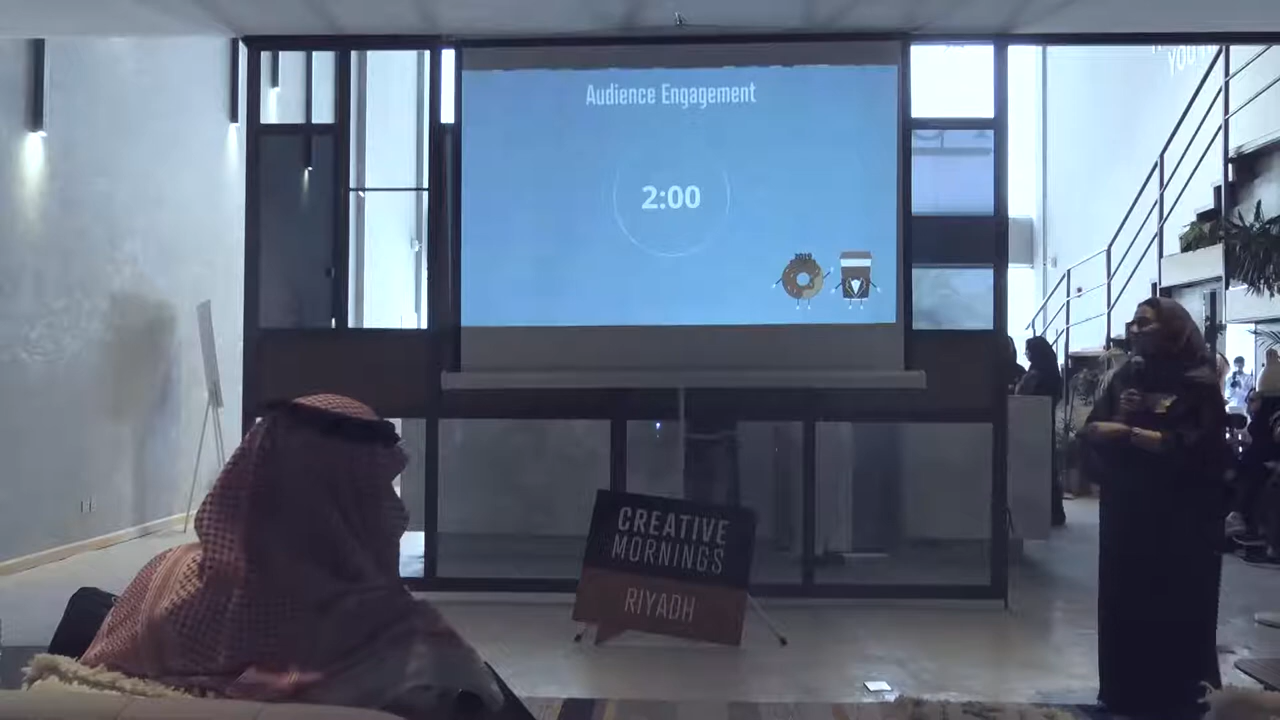 Audience Engagement
2:00
CREATIVE
MORNINGS
RIYADH